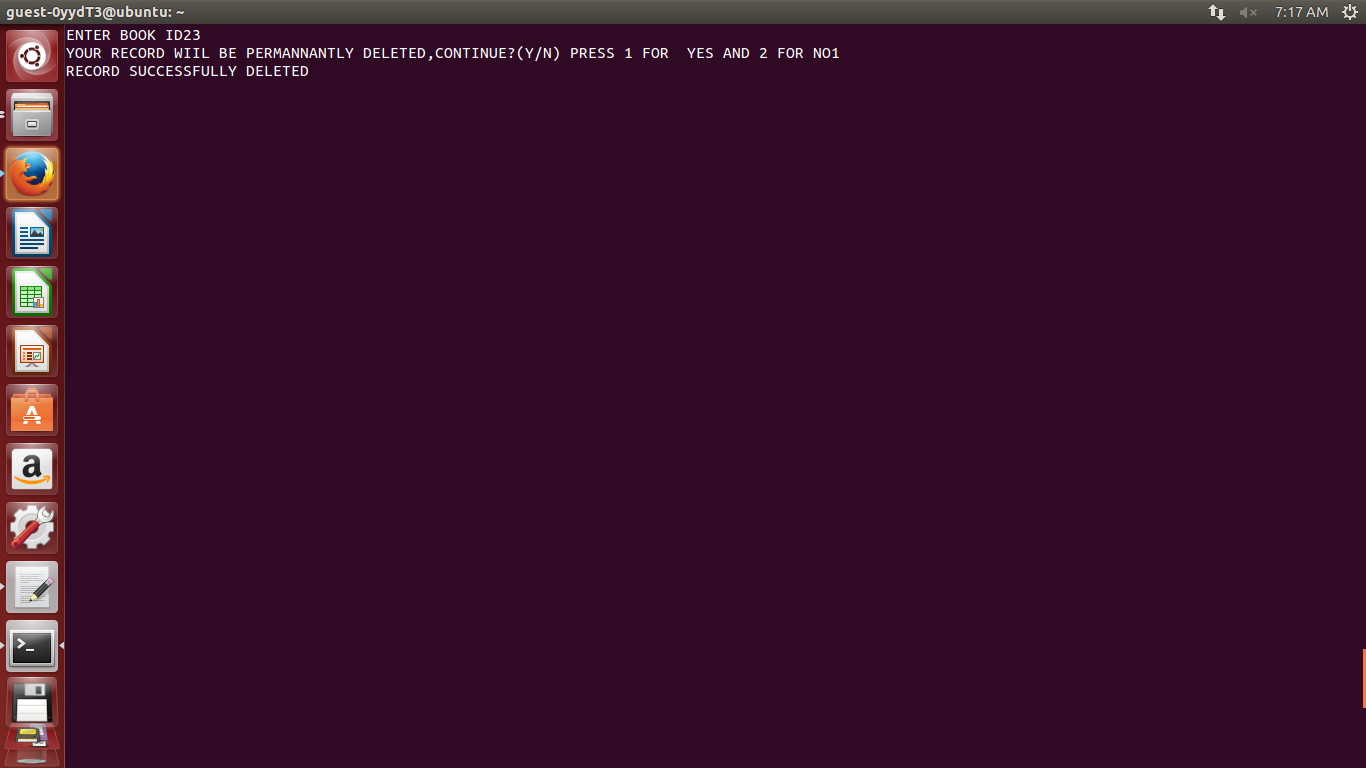 guest-0yydT3@ubuntu: ~
7:17 AM
ENTER BOOK ID23
YOUR RECORD WIIL BE PERMANNANTLY DELETED,CONTINUE?(Y/N) PRESS 1 FOR  YES AND 2 FOR NO1
RECORD SUCCESSFULLY DELETED